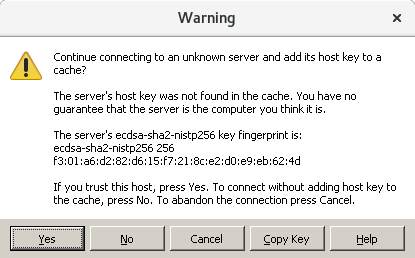 Warning
Continue connecting to an unknown server and add its host key to a
cache?
The server's host key was not found in the cache. You have no
guarantee that the server is the computer you think it is.
The server's ecdsa-sha2-nistp256 key fingerprint is:
ecdsa-sha2-nistp256 256
f3:01:a6:d2:82:d6:15:f7:21:8c:e2:d0:e9:eb:62:4d
If you trust this host, press Yes. To connect without adding host key to
the cache, press No. To abandon the connection press Cancel.
Yes No Cancel Copy Key Help